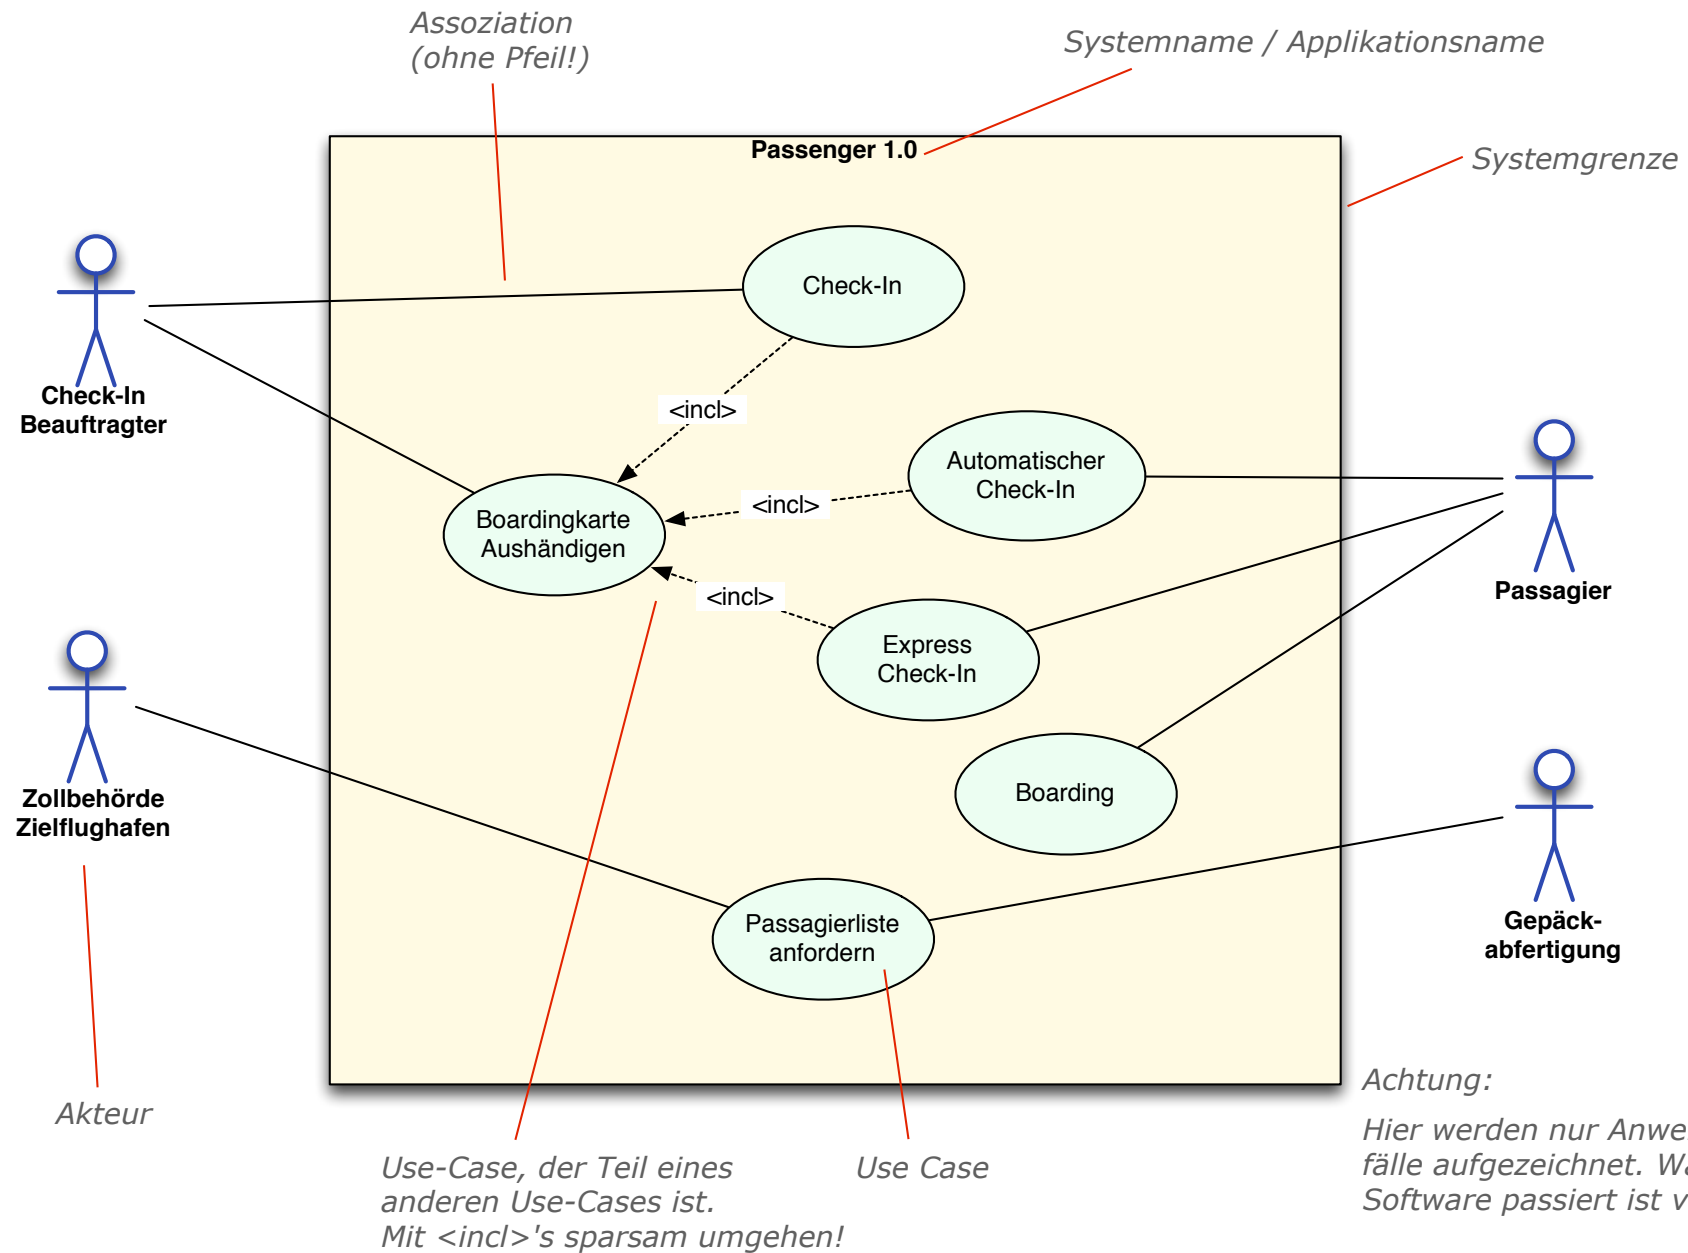 Assoziation
(ohne Pfeil!)
Systemname / Applikationsname
Passenger 1.0
Systemgrenze
Check-In
Check-In
Beauftragter
<incl>
Automatischer
Check-In
<incl>
Boardingkarte
Aushändigen
Passagier
<incl>
Express
Check-In
Zollbehörde
Zielflughafen
Boarding
Passagierliste
anfordern
Gepäck-
abfertigung
Akteur
Achtung:
Hier werden nur
fälle aufgezeichnet.
Software passiert ist
Use-Case, der Teil eines
anderen Use-Cases ist.
Mit <incl>'s sparsam umgehen!
Use Case